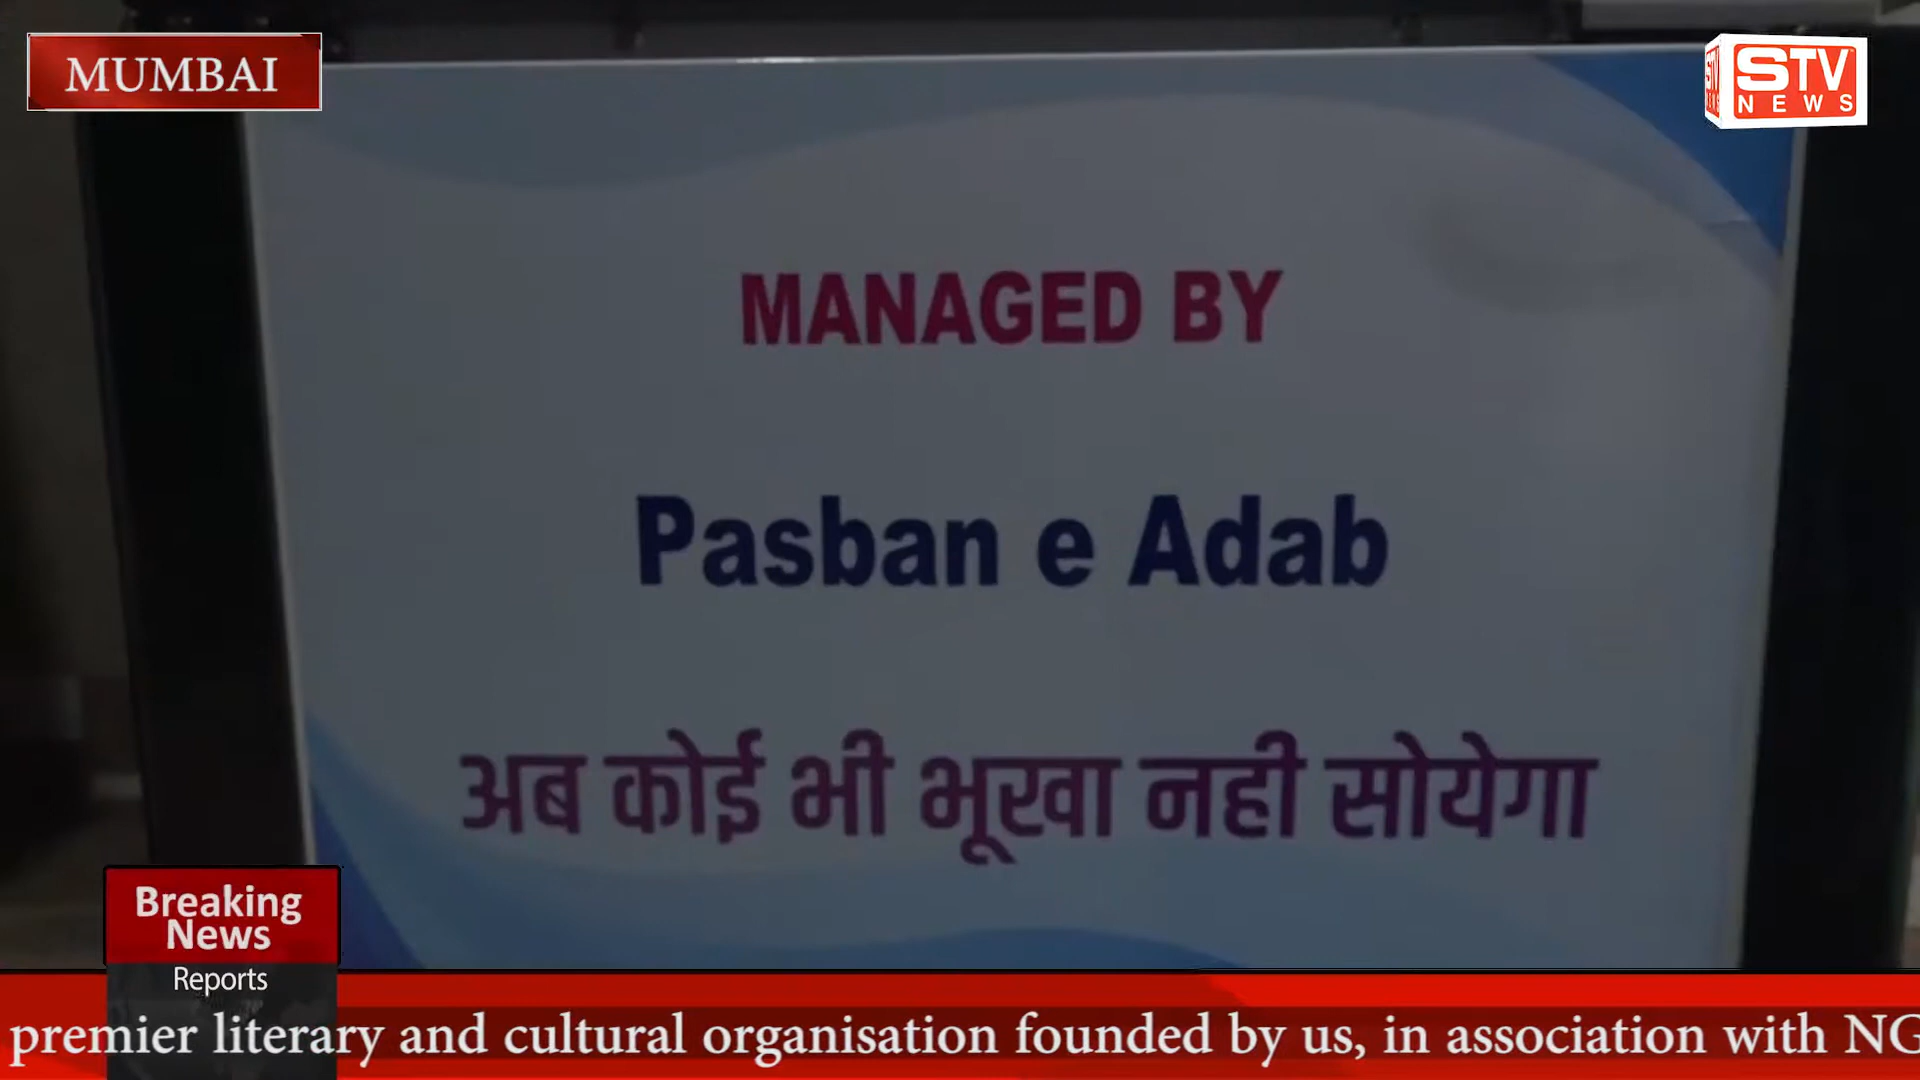 MUMBAI
STV
NEWS
MANAGED BY
Pasban e Adab
अब कोई भी भूखा नही सोयेगा
Breaking
News
Reports
premier literary and cultural organisation founded by us, in association with NG